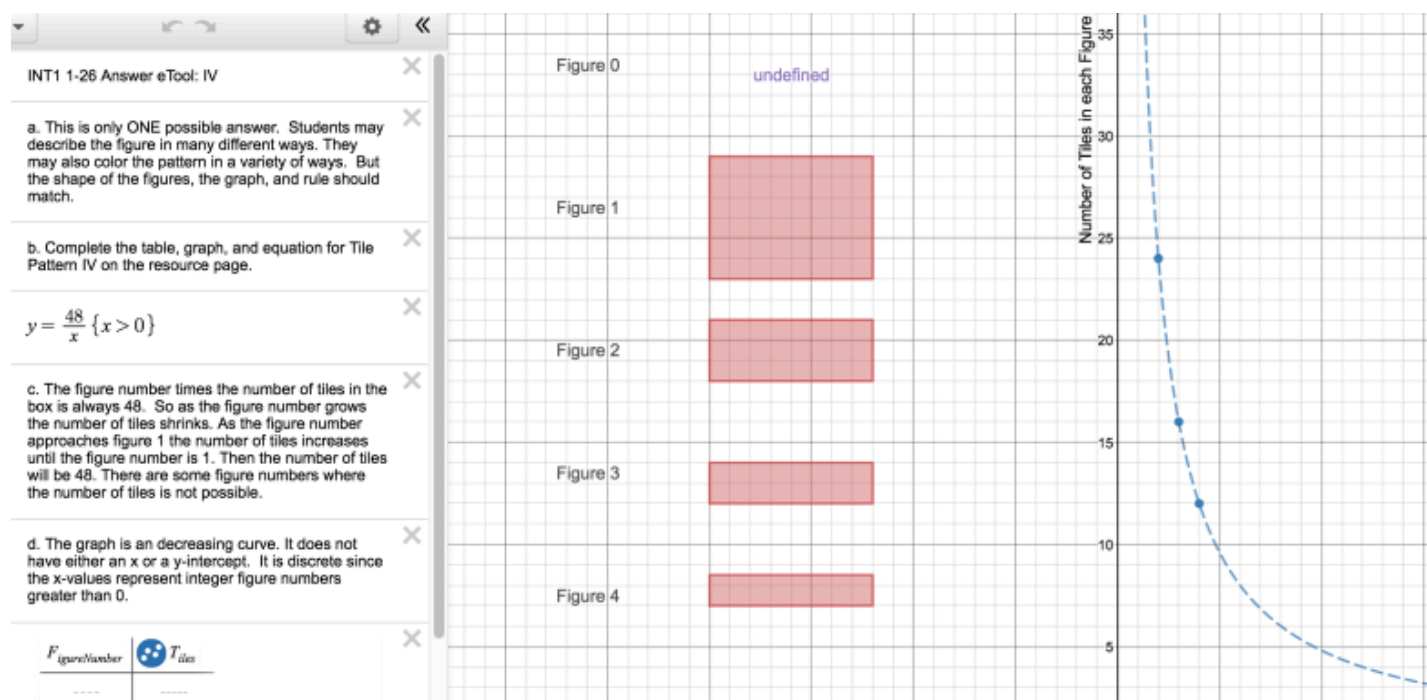 INT1 1-26 Answer eTool: IV
a. This is only ONE possible answer. Students may
describe the figure in many different ways. They
may also color the pattern in a variety of ways. But
the shape of the figures, the graph, and rule should
match.
b. Complete the table, graph, and equation for Tile
Pattern IV on the resource page.
y = 48/x {x > 0}
c. The figure number times the number of tiles in the
box is always 48. So as the figure number grows
the number of tiles shrinks. As the figure number
approaches figure 1 the number of tiles increases
until the figure number is 1. Then the number of tiles
will be 48. There are some figure numbers where
the number of tiles is not possible.
d. The graph is an decreasing curve. It does not
have either an x or a y-intercept. It is discrete since
the x-values represent integer figure numbers
greater than 0.
FigureNumber Tiles
Figure 0
undefined
Figure 1
Figure 2
Figure 3
Figure 4
Number of Tiles in each Figure
35
30
25
20
15
10
5